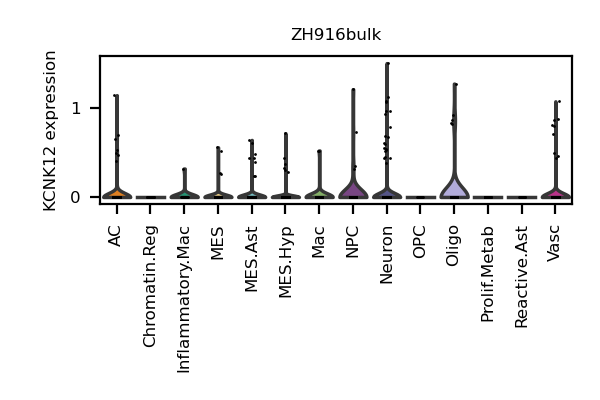 ZH916bulk
KCNK12 expression
1
0
AC
Chromatin.Reg
Inflammatory.Mac
MES
MES.Ast
MES.Hyp
Mac
NPC
Neuron
OPC
Oligo
Prolif.Metab
Reactive.Ast
Vasc